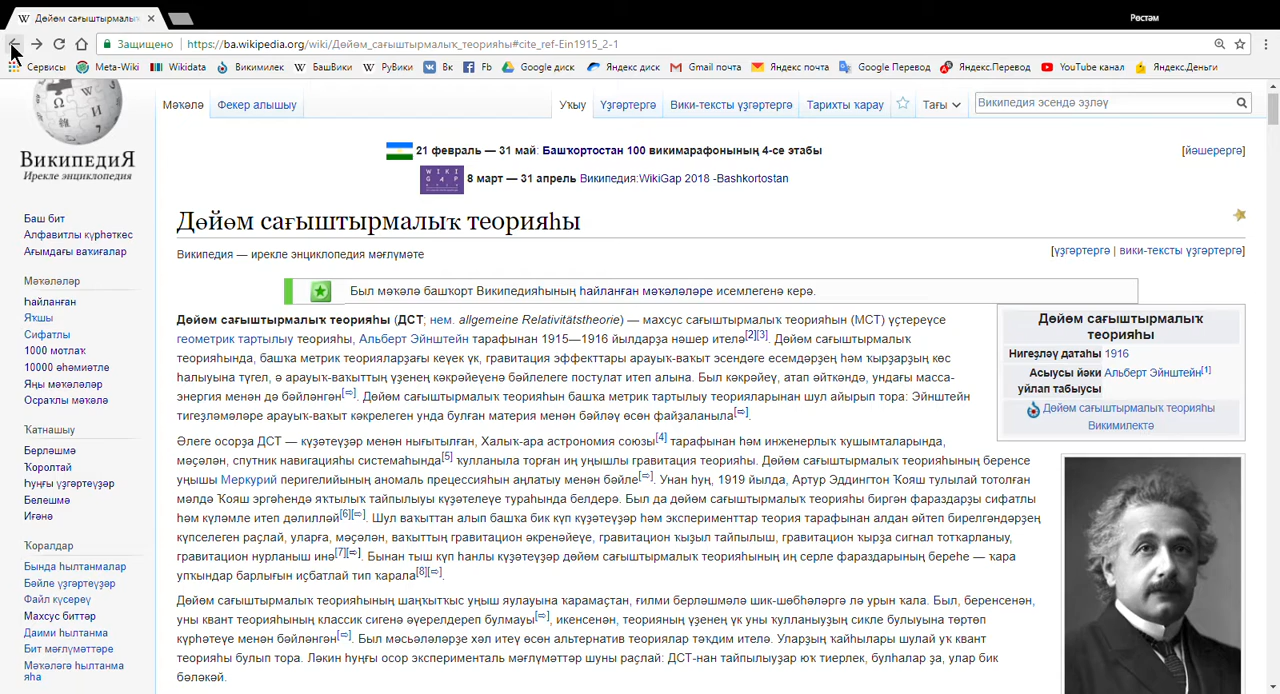 Дөйөм сағыштырмалы
Рөстәм
Защищено
https://ba.wikipedia.org/wiki/Дөйөм_сағыштырмалыҡ_теорияһы#cite_ref-Ein1915_2-1
Сервисы Meta-Wiki Wikidata Викимилек БашВики РуВики Вк Fb Google диск Яндекс диск Gmail почта Яндекс почта Google Перевод Яндекс.Перевод YouTube канал Яндекс.Деньги
Мәҡалә Фекер алышыу Уҡыу Үҙгәртергә Вики-тексты үҙгәртергә Тарихты ҡарау Тағы Википедия эсендә эҙләү
W I K I
G 4 P
ВикипедиЯ
Ирекле энциклопедия
21 февраль — 31 май: Башҡортостан 100 викимарафонының 4-се этабы [йәшерергә]
8 март — 31 апрель Википедия:WikiGap 2018 -Bashkortostan
Баш бит
Алфавитлы күрһәткес
Ағымдағы ваҡиғалар
Мәҡәләләр
Һайланған
Яҡшы
Сифатлы
1000 мотлаҡ
10000 әһәмиәтле
Яңы мәҡәләләр
Осраҡлы мәҡәлә
Ҡатнашыу
Берләшмә
Ҡоролтай
Һуңғы үҙгәртеүҙәр
Белешмә
Иғәнә
Ҡоралдар
Бында һылтанмалар
Бәйле үҙгәртеүҙәр
Файл күсереү
Махсус биттәр
Даими һылтанма
Бит мәғлүмәттәре
Мәҡәләгә һылтанма
яһа
Дөйөм сағыштырмалыҡ теорияһы
Википедия — ирекле энциклопедия мәғлүмәте [үҙгәртергә | вики-тексты үҙгәртергә]
Был мәҡәлә башҡорт Википедияһының һайланған мәҡәләләре исемлегенә керә.
Дөйөм сағыштырмалыҡ теорияһы (ДСТ; нем. allgemeine Relativitätstheorie) — махсус сағыштырмалыҡ теорияһын (МСТ) үҫтереүсе
геометрик тартылыу теорияһы, Альберт Эйнштейн тарафынан 1915—1916 йылдарҙа нәшер ителә[2][3]. Дөйөм сағыштырмалыҡ
теорияһында, башҡа метрик теорияларҙағы кеүек үк, гравитация эффекттары арауыҡ-ваҡыт эсендәге есемдәрҙең һәм ҡырҙарҙың көс
һалыуына түгел, ә арауыҡ-ваҡыттың үҙенең кәкрәйеүенә бәйлелеге постулат итеп алына. Был кәкрәйеү, атап әйткәндә, ундағы масса-
энергия менән дә бәйләнгән[⇨]. Дөйөм сағыштырмалыҡ теорияһын башҡа метрик тартылыу теорияларынан шул айырып тора: Эйнштейн
тигеҙләмәләре арауыҡ-ваҡыт кәкрелеген унда булған материя менән бәйләү өсөн файҙаланыла[⇨].
Әлеге осорҙа ДСТ — күҙәтеүҙәр менән нығытылған, Халыҡ-ара астрономия союзы[4] тарафынан һәм инженерлыҡ ҡушымталарында,
мәҫәлән, спутник навигацияһы системаһында[5] ҡулланыла торған иң уңышлы гравитация теорияһы. Дөйөм сағыштырмалыҡ теорияһының беренсе
уңышы Меркурий перигелийының аномаль прецессияһын аңлатыу менән бәйле[⇨]. Унан һуң, 1919 йылда, Артур Эддингтон Ҡояш тулылай тотолған
мәлдә Ҡояш эргәһендә яҡтылыҡ тайпылыуы күҙәтелеүе тураһында белдерә. Был да дөйөм сағыштырмалыҡ теорияһы биргән фараздарҙы сифатлы
һәм күләмле итеп дәлилләй[6][⇨]. Шул ваҡыттан алып башҡа бик күп күҙәтеүҙәр һәм эксперименттар теория тарафынан алдан әйтеп бирелгәндәрҙең
күпселеген раҫлай, уларға, мәҫәлән, ваҡыттың гравитацион әкренәйеүе, гравитацион ҡыҙыл тайпылыш, гравитацион ҡырҙа сигнал тотҡарланыу,
гравитацион нурланыш инә[7][⇨]. Бынан тыш күп һанлы күҙәтеүҙәр дөйөм сағыштырмалыҡ теорияһының иң серле фараздарының береһе — ҡара
упҡындар барлығын иҫбатлай тип ҡарала[8][⇨].
Дөйөм сағыштырмалыҡ теорияһының шаңҡытҡыс уңыш яулауына ҡарамаҫтан, ғилми берләшмәлә шик-шөбһәләргә лә урын ҡала. Был, беренсенән,
уны квант теорияһының классик сигенә әүерелдереп булмауы[⇨], икенсенән, теорияның үҙенең үк уны ҡулланыуҙың сикле булыуына төртөп
күрһәтеүе менән бәйләнгән[⇨]. Был мәсьәләләрҙе хәл итеү өсөн альтернатив теориялар тәҡдим ителә. Уларҙың ҡайһылары шулай уҡ квант
теорияһы булып тора. Ләкин һуңғы осор эксперименталь мәғлүмәттәр шуны раҫлай: ДСТ-нан тайпылыуҙар юҡ тиерлек, булһалар ҙа, улар бик
бәләкәй.
Дөйөм сағыштырмалыҡ
теорияһы
Нигеҙләү датаһы 1916
Асыусы йәки
уйлап табыусы Альберт Эйнштейн[1]
Дөйөм сағыштырмалыҡ теорияһы
Викимилектә